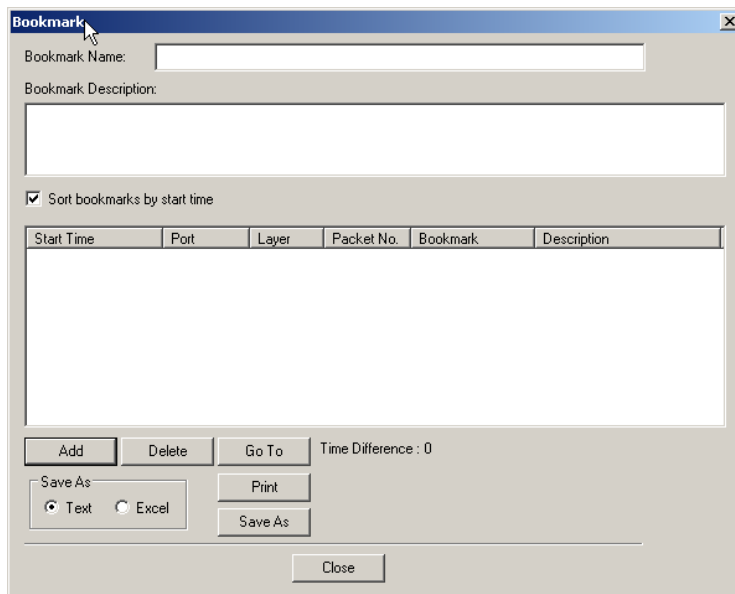 Bookmark
Bookmark Name:
Bookmark Description:
Sort bookmarks by start time
Start Time Port Layer Packet No. Bookmark Description
Add Delete Go To Time Difference : 0
Save As
Print
Text Excel
Save As
Close